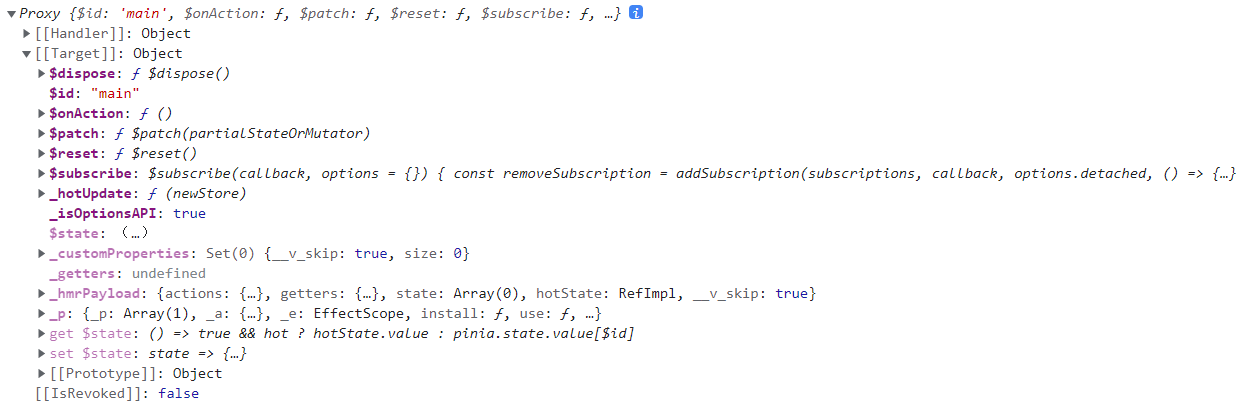 Proxy {$id: 'main', $onAction: ƒ, $patch: ƒ, $reset: ƒ, $subscribe: ƒ, …} i
[[Handler]]: Object
[[Target]]: Object
$dispose: ƒ $dispose()
$id: "main"
$onAction: ƒ ()
$patch: ƒ $patch(partialStateOrMutator)
$reset: ƒ $reset()
$subscribe: $subscribe(callback, options = {}) { const removeSubscription = addSubscription(subscriptions, callback, options.detached, () => {…}
_hotUpdate: ƒ (newStore)
_isOptionsAPI: true
$state: (…)
_customProperties: Set(0) {__v_skip: true, size: 0}
_getters: undefined
_hmrPayload: {actions: {…}, getters: {…}, state: Array(0), hotState: RefImpl, __v_skip: true}
_p: {_p: Array(1), _a: {…}, _e: EffectScope, install: ƒ, use: ƒ, …}
get $state: () => true && hot ? hotState.value : pinia.state.value[$id]
set $state: state => {…}
[[Prototype]]: Object
[[IsRevoked]]: false